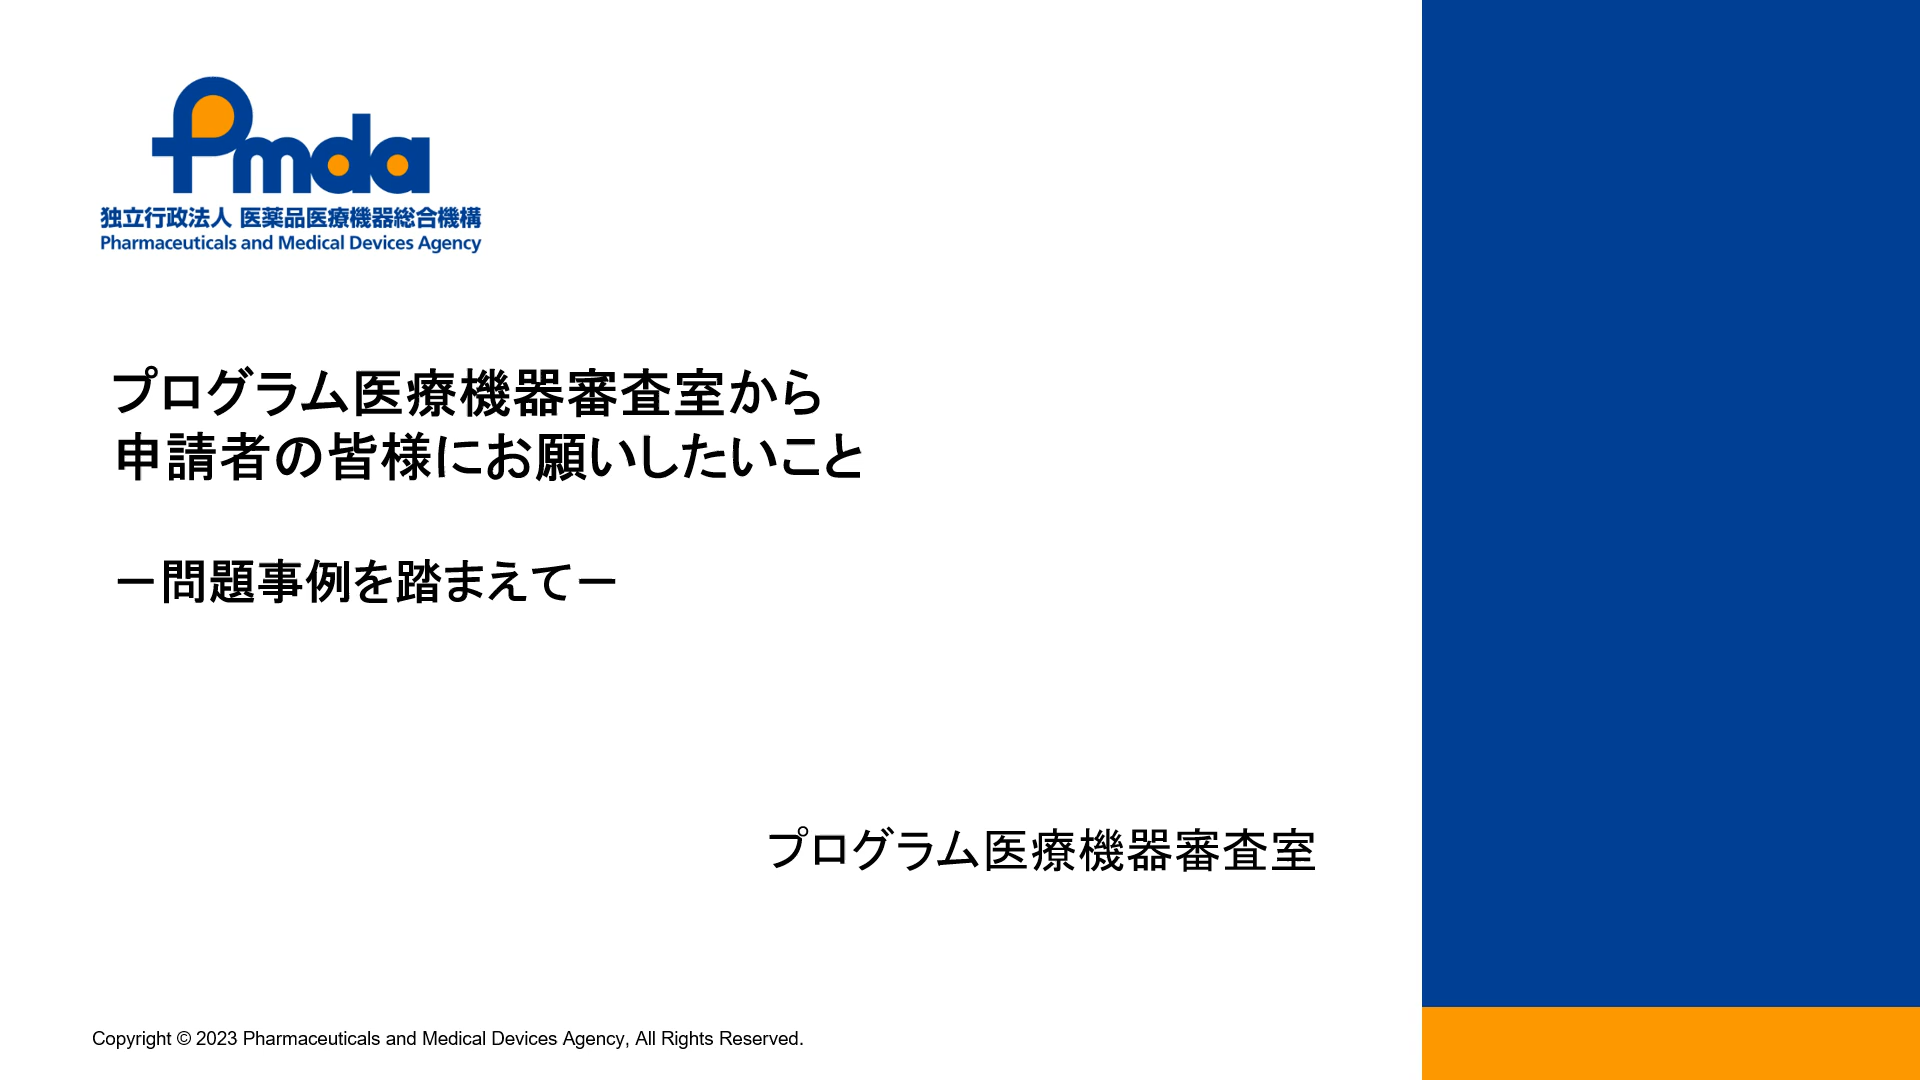 Pmda
独立行政法人 医薬品医療機器総合機構
Pharmaceuticals and Medical Devices Agency
プログラム医療機器審査室から
申請者の皆様にお願いしたいこと
－問題事例を踏まえて－
プログラム医療機器審査室
Copyright © 2023 Pharmaceuticals and Medical Devices Agency, All Rights Reserved.